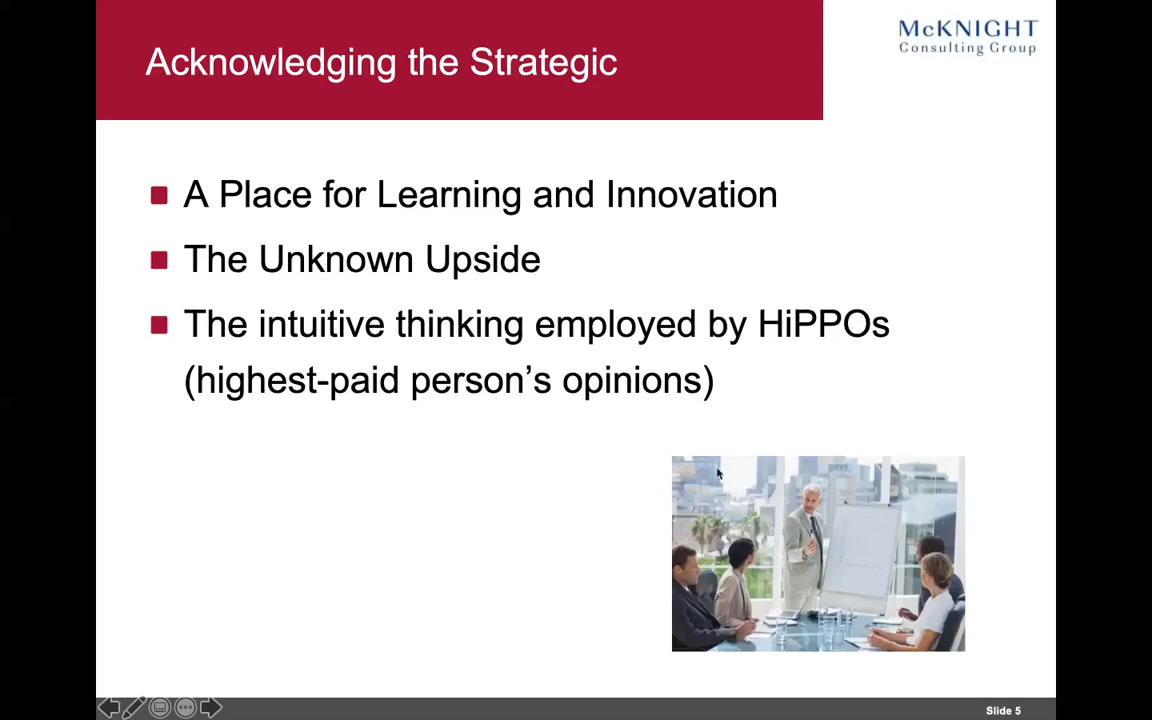 Acknowledging the Strategic
McKNIGHT
Consulting Group
A Place for Learning and Innovation
The Unknown Upside
The intuitive thinking employed by HiPPOs
(highest-paid person’s opinions)
Slide 5